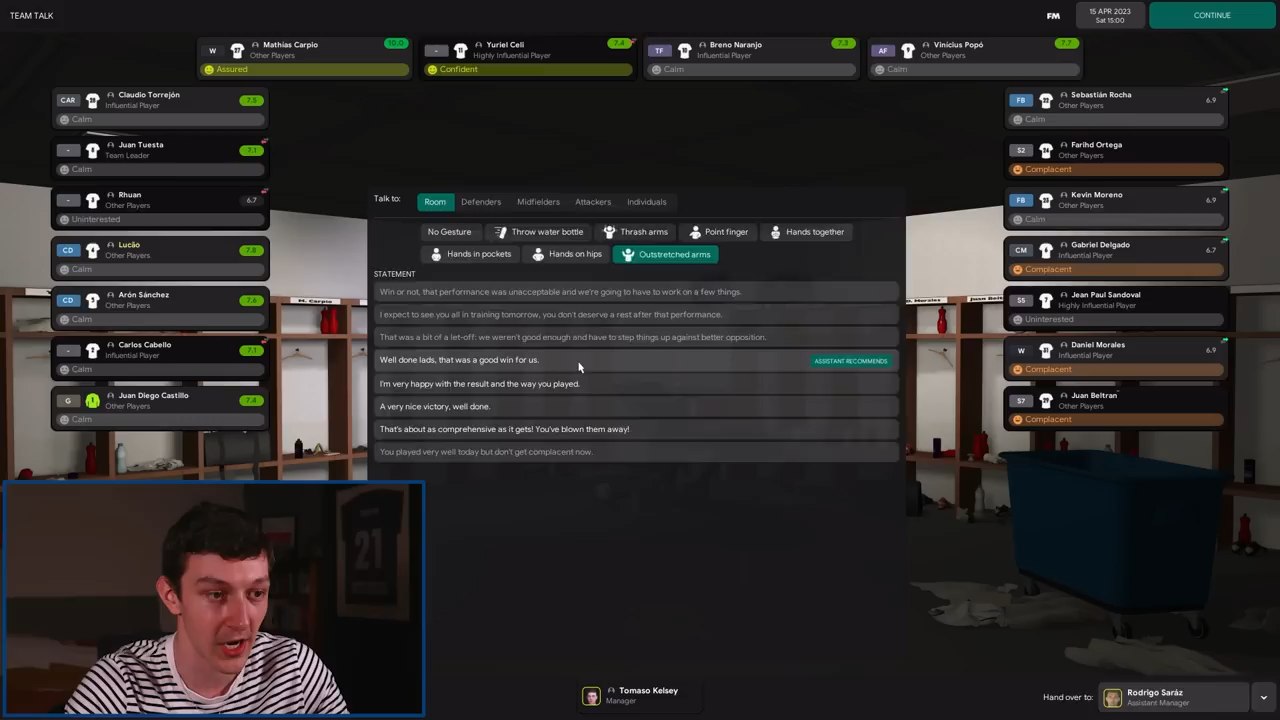 TEAM TALK
FM
15 APR 2023
Sat 15:00
CONTINUE
W
27
Mathías Carpio
Other Players
10.0
Assured
-
11
Yuriel Celi
Highly Influential Player
7.4
Confident
TF
Breno Naranjo
Influential Player
7.3
Calm
AF
Vinícius Popó
Other Players
7.7
Calm
CAR
Claudio Torrejón
Influential Player
7.5
Calm
-
Juan Tuesta
Team Leader
7.1
Calm
-
Rhuan
Other Players
6.7
Uninterested
CD
Lucão
Other Players
7.8
Calm
CD
Arón Sánchez
Other Players
7.6
Calm
-
Carlos Cabello
Influential Player
7.1
Calm
G
Juan Diego Castillo
Other Players
7.4
Calm
FB
Sebastián Rocha
Other Players
6.9
Calm
S2
Farihd Ortega
Other Players
Complacent
FB
Kevin Moreno
Other Players
Calm
CM
Gabriel Delgado
Other Players
6.7
Complacent
S5
7
Jean Paul Sandoval
Highly Influential Player
Uninterested
W
Daniel Morales
Influential Player
6.9
Complacent
S7
29
Juan Beltran
Other Players
Complacent
Talk to:
Room
Defenders
Midfielders
Attackers
Individuals
No Gesture
Throw water bottle
Thrash arms
Point finger
Hands together
Hands in pockets
Hands on hips
Outstretched arms
STATEMENT
Win or not, that performance was unacceptable and we're going to have to work on a few things.
I expect to see you all in training tomorrow, you don't deserve a rest after that performance.
That was a bit of a let-off: we weren't good enough and have to step things up against better opposition.
Well done lads, that was a good win for us.
ASSISTANT RECOMMENDS
I'm very happy with the result and the way you played.
A very nice victory, well done.
That's about as comprehensive as it gets! You've blown them away!
You played very well today but don't get complacent now.
M. Carpio
21
Tomaso Kelsey
Manager
Hand over to:
Rodrigo Saráz
Assistant Manager